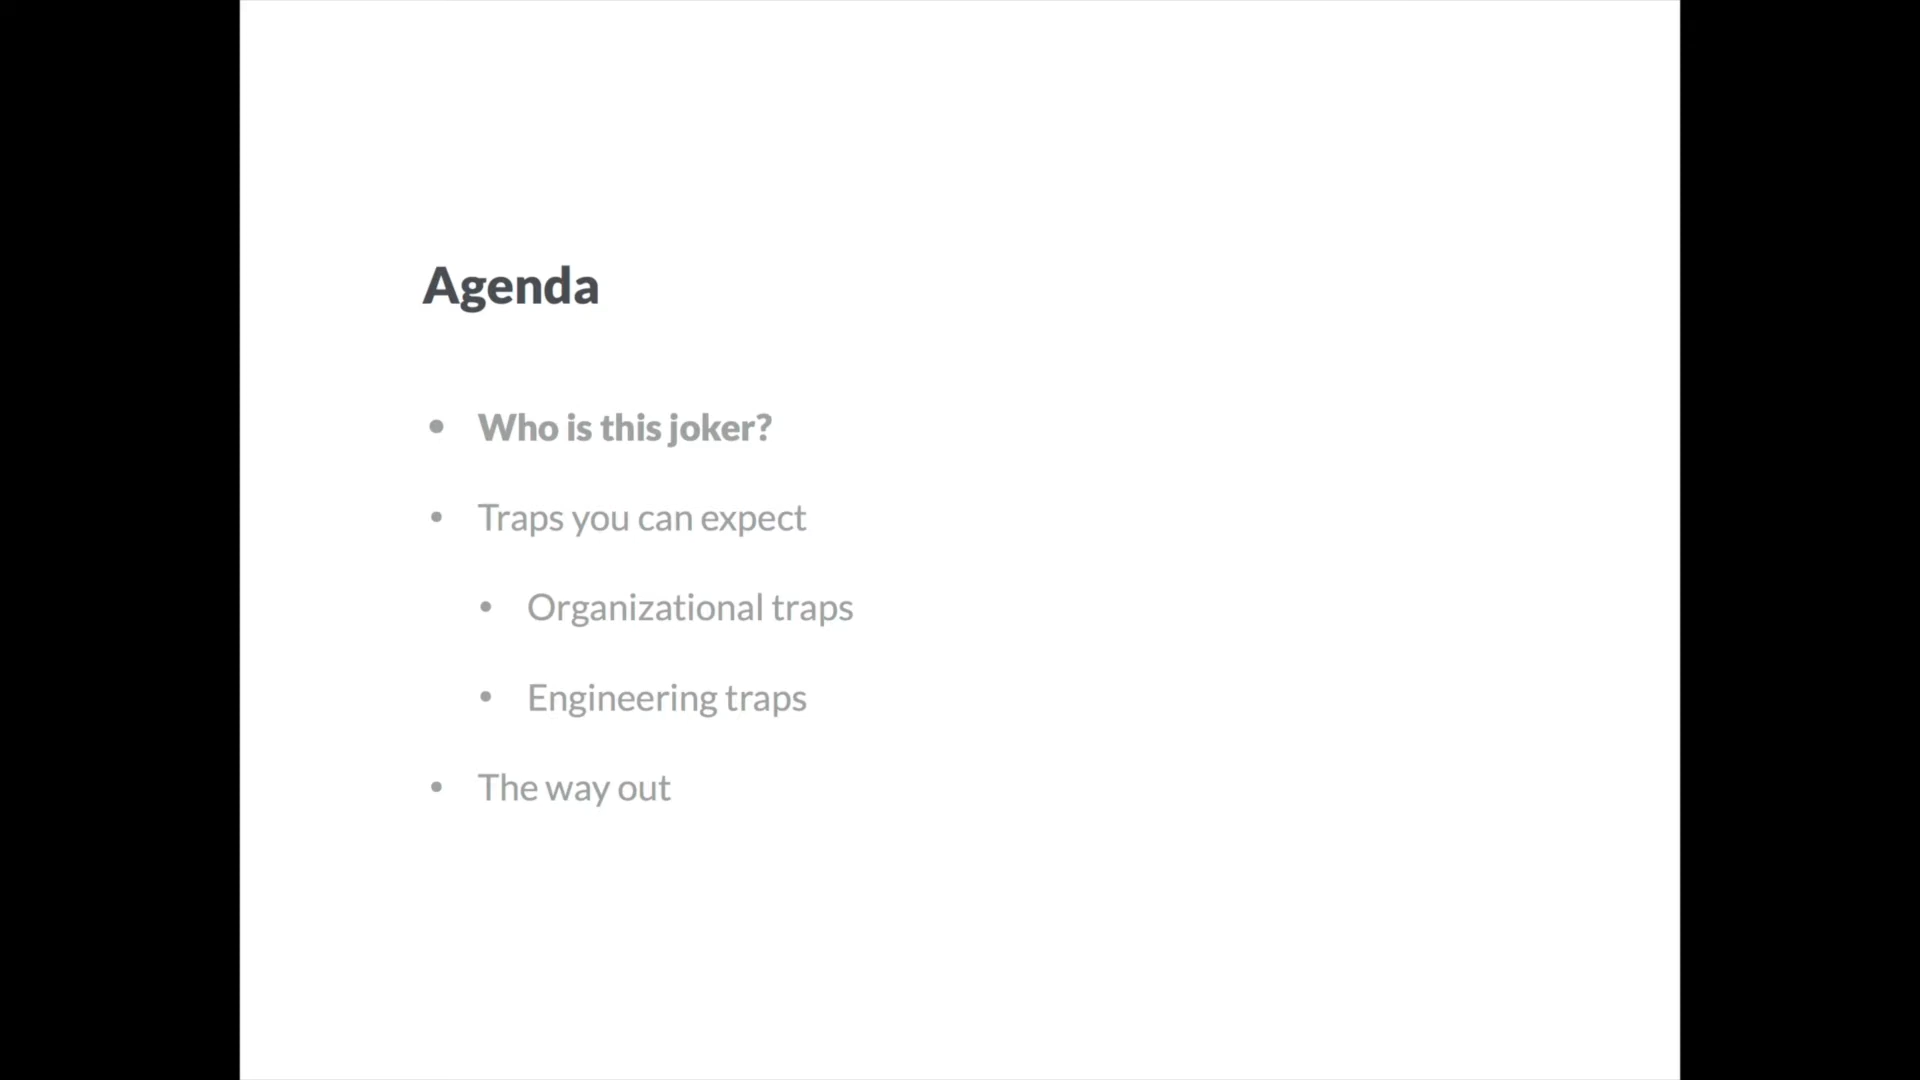 Agenda
• Who is this joker?
• Traps you can expect
• Organizational traps
• Engineering traps
• The way out